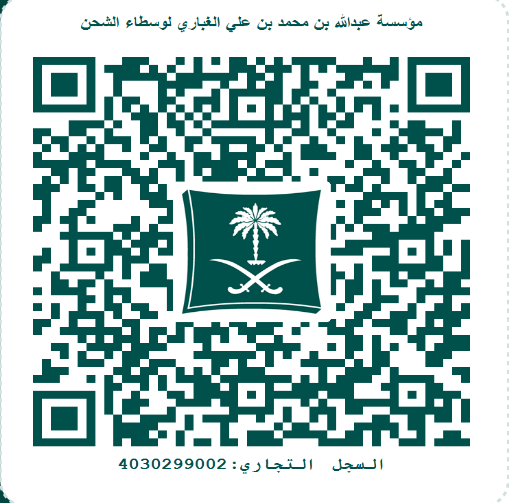 مؤسسة عبدالله بن محمد بن علي الغباري لوسطاء الشحن
السجل التجاري: 4030299002